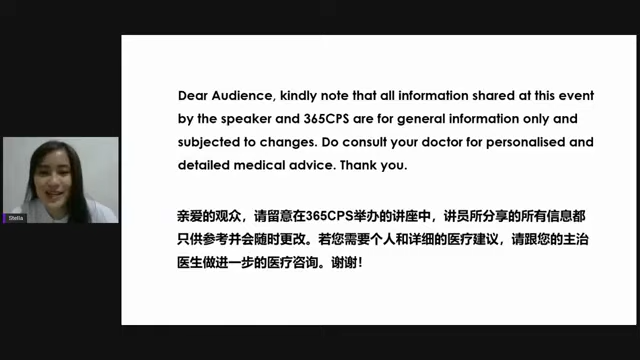 Dear Audience, kindly note that all information shared at this event
by the speaker and 365CPS are for general information only and
subjected to changes. Do consult your doctor for personalised and
detailed medical advice. Thank you.
亲爱的观众，请留意在365CPS举办的讲座中，讲员所分享的所有信息都
只供参考并会随时更改。若您需要个人和详细的医疗建议，请跟您的主治
医生做进一步的医疗咨询。谢谢！
Stella